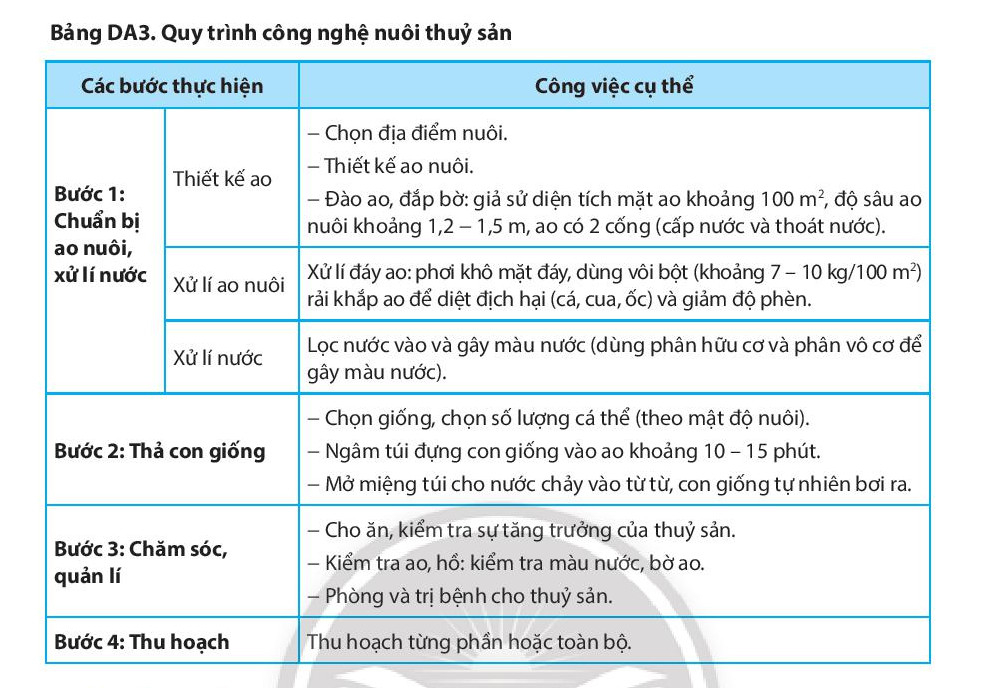 Bảng DA3. Quy trình công nghệ nuôi thuỷ sản
Các bước thực hiện
Công việc cụ thể
Bước 1:
Chuẩn bị
ao nuôi,
xử lí nước
Thiết kế ao
– Chọn địa điểm nuôi.
– Thiết kế ao nuôi.
– Đào ao, đắp bờ: giả sử diện tích mặt ao khoảng 100 m², độ sâu ao
nuôi khoảng 1,2 – 1,5 m, ao có 2 cống (cấp nước và thoát nước).
Xử lí ao nuôi
Xử lí đáy ao: phơi khô mặt đáy, dùng vôi bột (khoảng 7 – 10 kg/100 m²)
rải khắp ao để diệt địch hại (cá, cua, ốc) và giảm độ phèn.
Xử lí nước
Lọc nước vào và gây màu nước (dùng phân hữu cơ và phân vô cơ để
gây màu nước).
Bước 2: Thả con giống
– Chọn giống, chọn số lượng cá thể (theo mật độ nuôi).
– Ngâm túi đựng con giống vào ao khoảng 10 – 15 phút.
– Mở miệng túi cho nước chảy vào từ từ, con giống tự nhiên bơi ra.
Bước 3: Chăm sóc,
quản lí
– Cho ăn, kiểm tra sự tăng trưởng của thuỷ sản.
– Kiểm tra ao, hồ: kiểm tra màu nước, bờ ao.
– Phòng và trị bệnh cho thuỷ sản.
Bước 4: Thu hoạch
Thu hoạch từng phần hoặc toàn bộ.